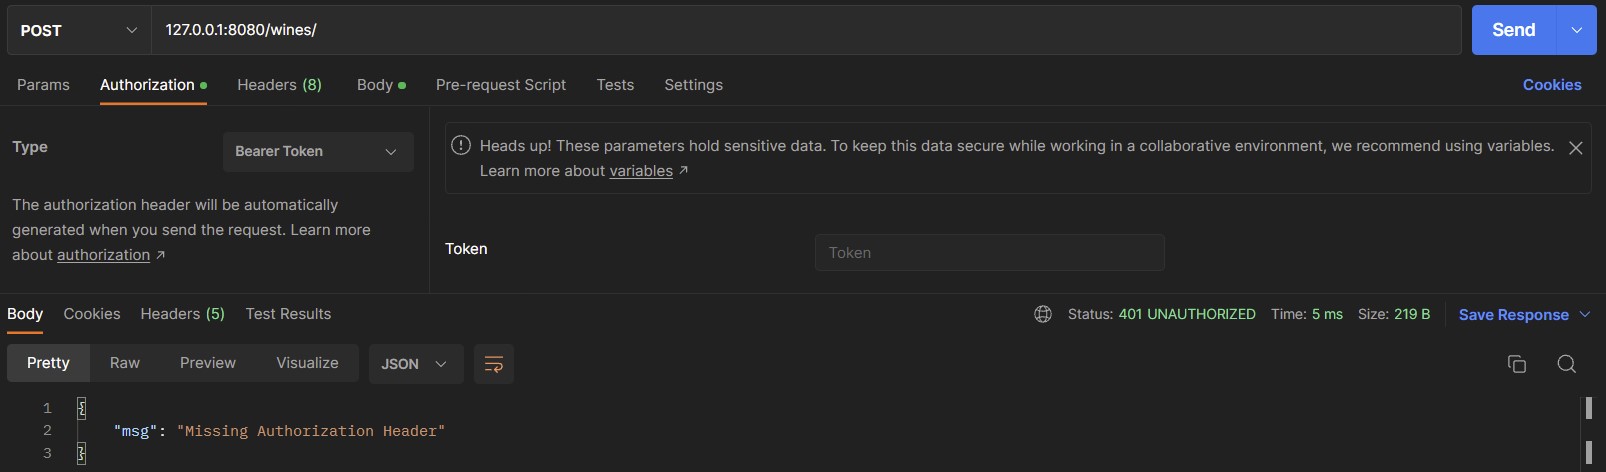 POST
127.0.0.1:8080/wines/
Send
Params Authorization Headers (8) Body Pre-request Script Tests Settings Cookies
Type Bearer Token
The authorization header will be automatically
generated when you send the request. Learn more
about authorization ↗
Heads up! These parameters hold sensitive data. To keep this data secure while working in a collaborative environment, we recommend using variables.
Learn more about variables ↗
Token Token
Body Cookies Headers (5) Test Results Status: 401 UNAUTHORIZED Time: 5 ms Size: 219 B Save Response
Pretty Raw Preview Visualize JSON
1 {
2 "msg": "Missing Authorization Header"
3 }